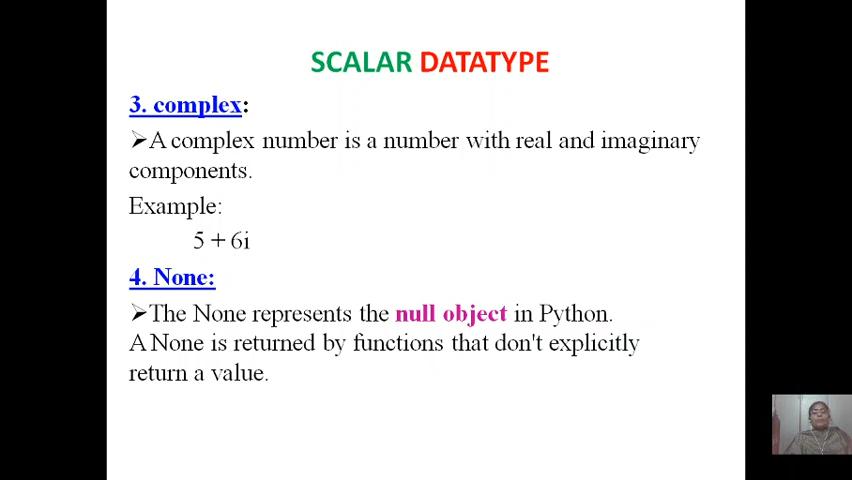 SCALAR DATATYPE
3. complex:
➢A complex number is a number with real and imaginary
components.
Example:
5 + 6i
4. None:
➢The None represents the null object in Python.
A None is returned by functions that don't explicitly
return a value.